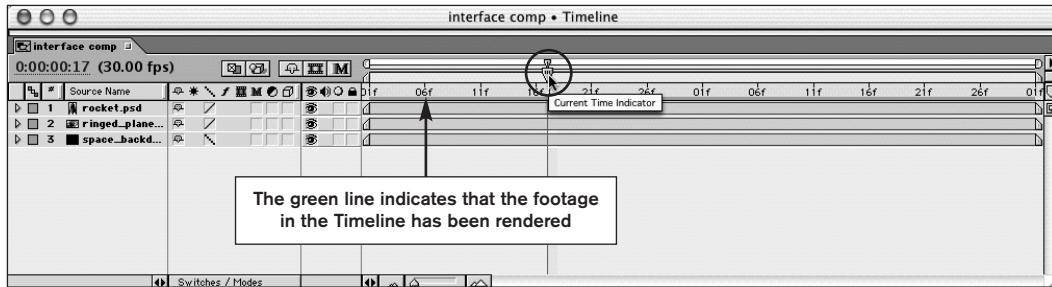 interface comp • Timeline
interface comp
0:00:00:17 (30.00 fps)
M
# Source Name M
01f 06f 11f 16f 26f 01f 06f 11f 16f 21f 26f 01f
Current Time Indicator
1 rocket.psd
2 ringed_plane...
3 space_backd...
The green line indicates that the footage
in the Timeline has been rendered
Switches / Modes